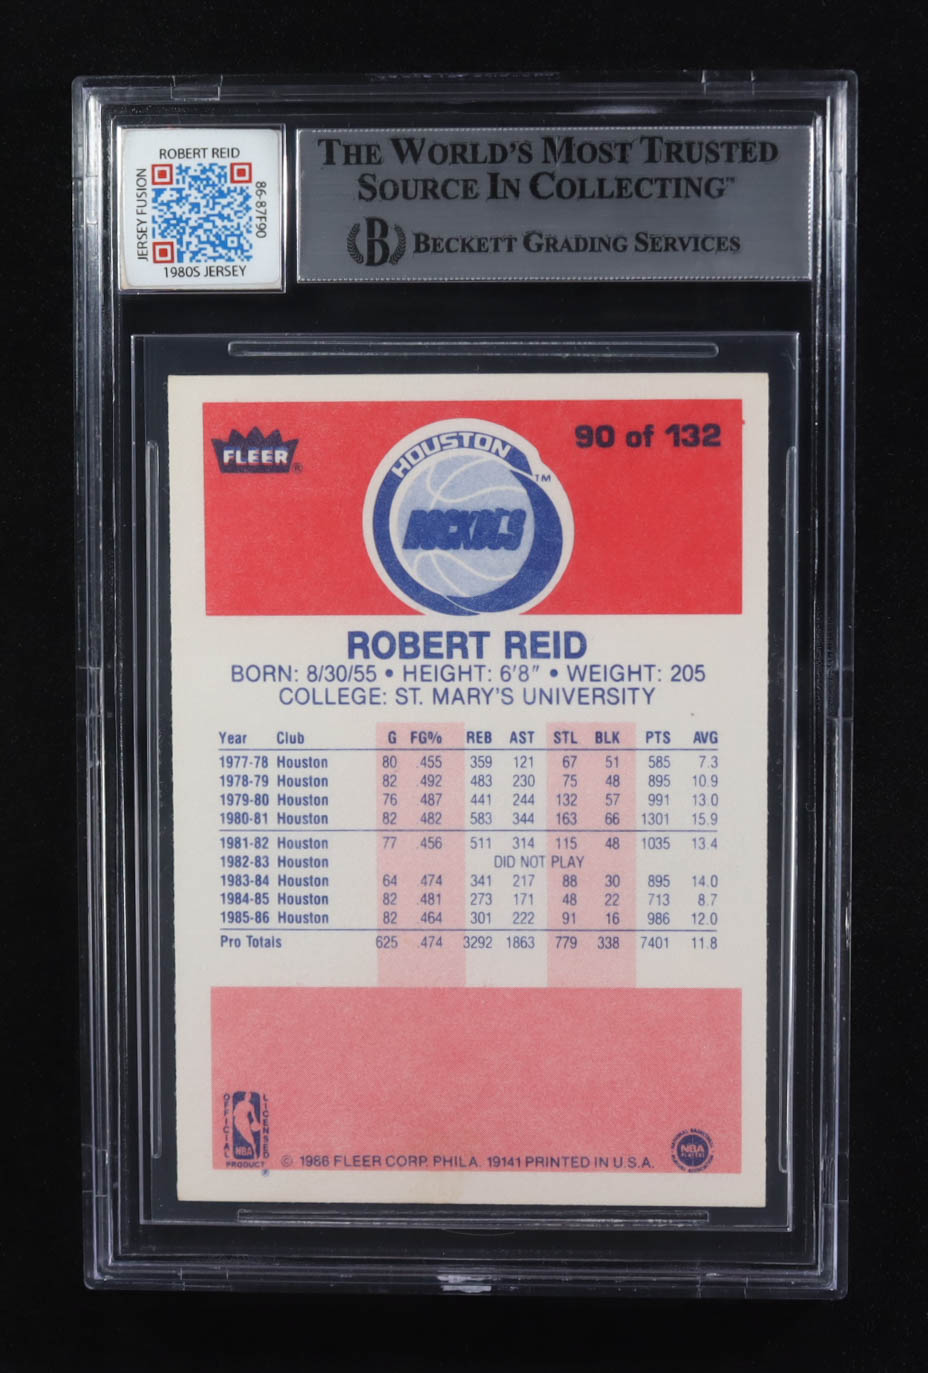 ROBERT REID
JERSEY FUSION
86-87F90
1980S JERSEY
THE WORLD'S MOST TRUSTED
SOURCE IN COLLECTING™
B BECKETT GRADING SERVICES
FLEER®
90 of 132
HOUSTON
ROCKETS
TM
ROBERT REID
BORN: 8/30/55 • HEIGHT: 6'8" • WEIGHT: 205
COLLEGE: ST. MARY'S UNIVERSITY
Year Club G FG% REB AST STL BLK PTS AVG
1977-78 Houston 80 .455 359 121 67 51 585 7.3
1978-79 Houston 82 .492 483 230 75 48 895 10.9
1979-80 Houston 76 .487 441 244 132 57 991 13.0
1980-81 Houston 82 .482 583 344 163 66 1301 15.9
1981-82 Houston 77 .456 511 314 115 48 1035 13.4
1982-83 Houston DID NOT PLAY
1983-84 Houston 64 .474 341 217 88 30 895 14.0
1984-85 Houston 82 .481 273 171 48 22 713 8.7
1985-86 Houston 82 .464 301 222 91 16 986 12.0
Pro Totals 625 .474 3292 1863 779 338 7401 11.8
OFFICIAL
LICENSED
NBA
PRODUCT
®
© 1986 FLEER CORP. PHILA. 19141 PRINTED IN U.S.A.
NBA
PLAYERS